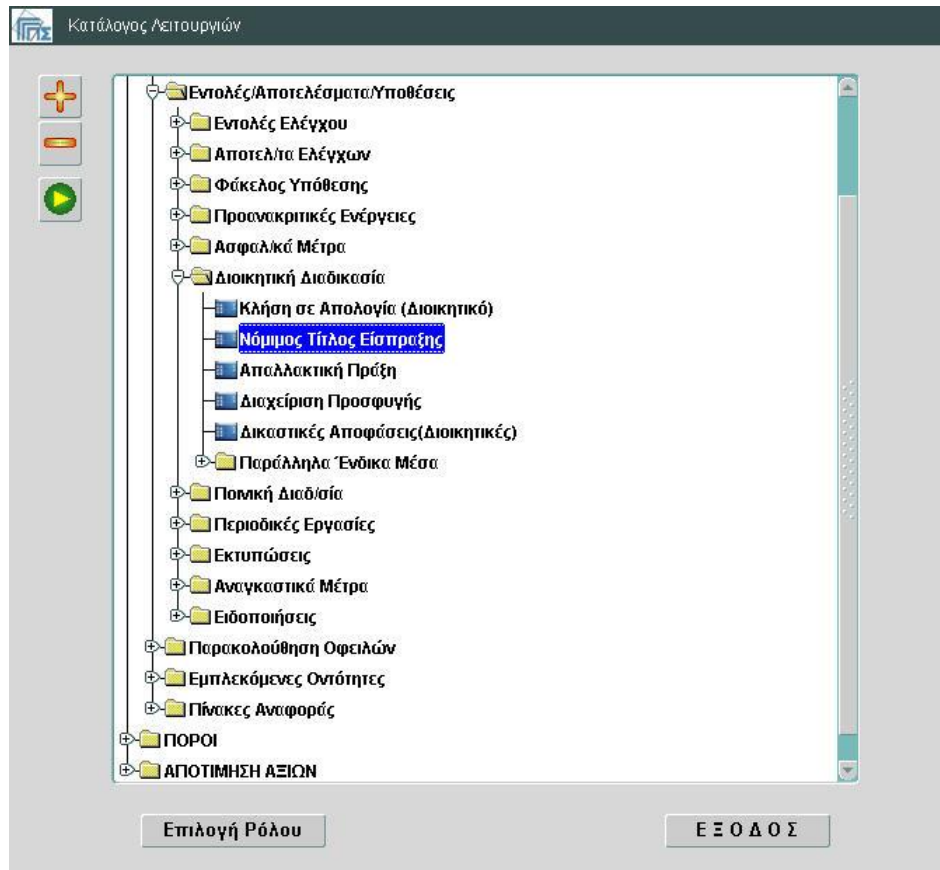 Κατάλογος Λειτουργιών
Εντολές/Αποτελέσματα/Υποθέσεις
Εντολές Ελέγχου
Αποτελ/τα Ελέγχων
Φάκελος Υπόθεσης
Προανακριτικές Ενέργειες
Ασφαλ/κά Μέτρα
Διοικητική Διαδικασία
Κλήση σε Απολογία (Διοικητικό)
Νόμιμος Τίτλος Είσπραξης
Απαλλακτική Πράξη
Διαχείριση Προσφυγής
Δικαστικές Αποφάσεις(Διοικητικές)
Παράλληλα Ένδικα Μέσα
Ποινική Διαδ/σία
Περιοδικές Εργασίες
Εκτυπώσεις
Αναγκαστικά Μέτρα
Ειδοποιήσεις
Παρακολούθηση Οφειλών
Εμπλεκόμενες Οντότητες
Πίνακες Αναφοράς
ΠΟΡΟΙ
ΑΠΟΤΙΜΗΣΗ ΑΞΙΩΝ
Επιλογή Ρόλου Ε Ξ Ο Δ Ο Σ